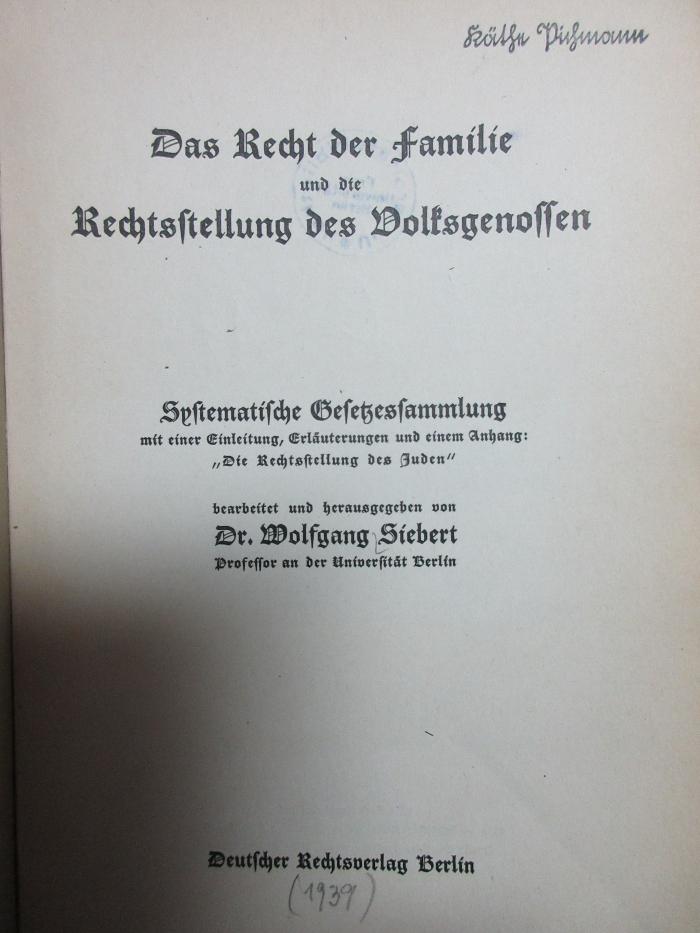 Käthe Pichmann
Das Recht der Familie
und die
Rechtsstellung des Volksgenossen
Systematische Gesetzessammlung
mit einer Einleitung, Erläuterungen und einem Anhang:
„Die Rechtsstellung des Juden“
bearbeitet und herausgegeben von
Dr. Wolfgang Siebert
Professor an der Universität Berlin
Deutscher Rechtsverlag Berlin
(1939)